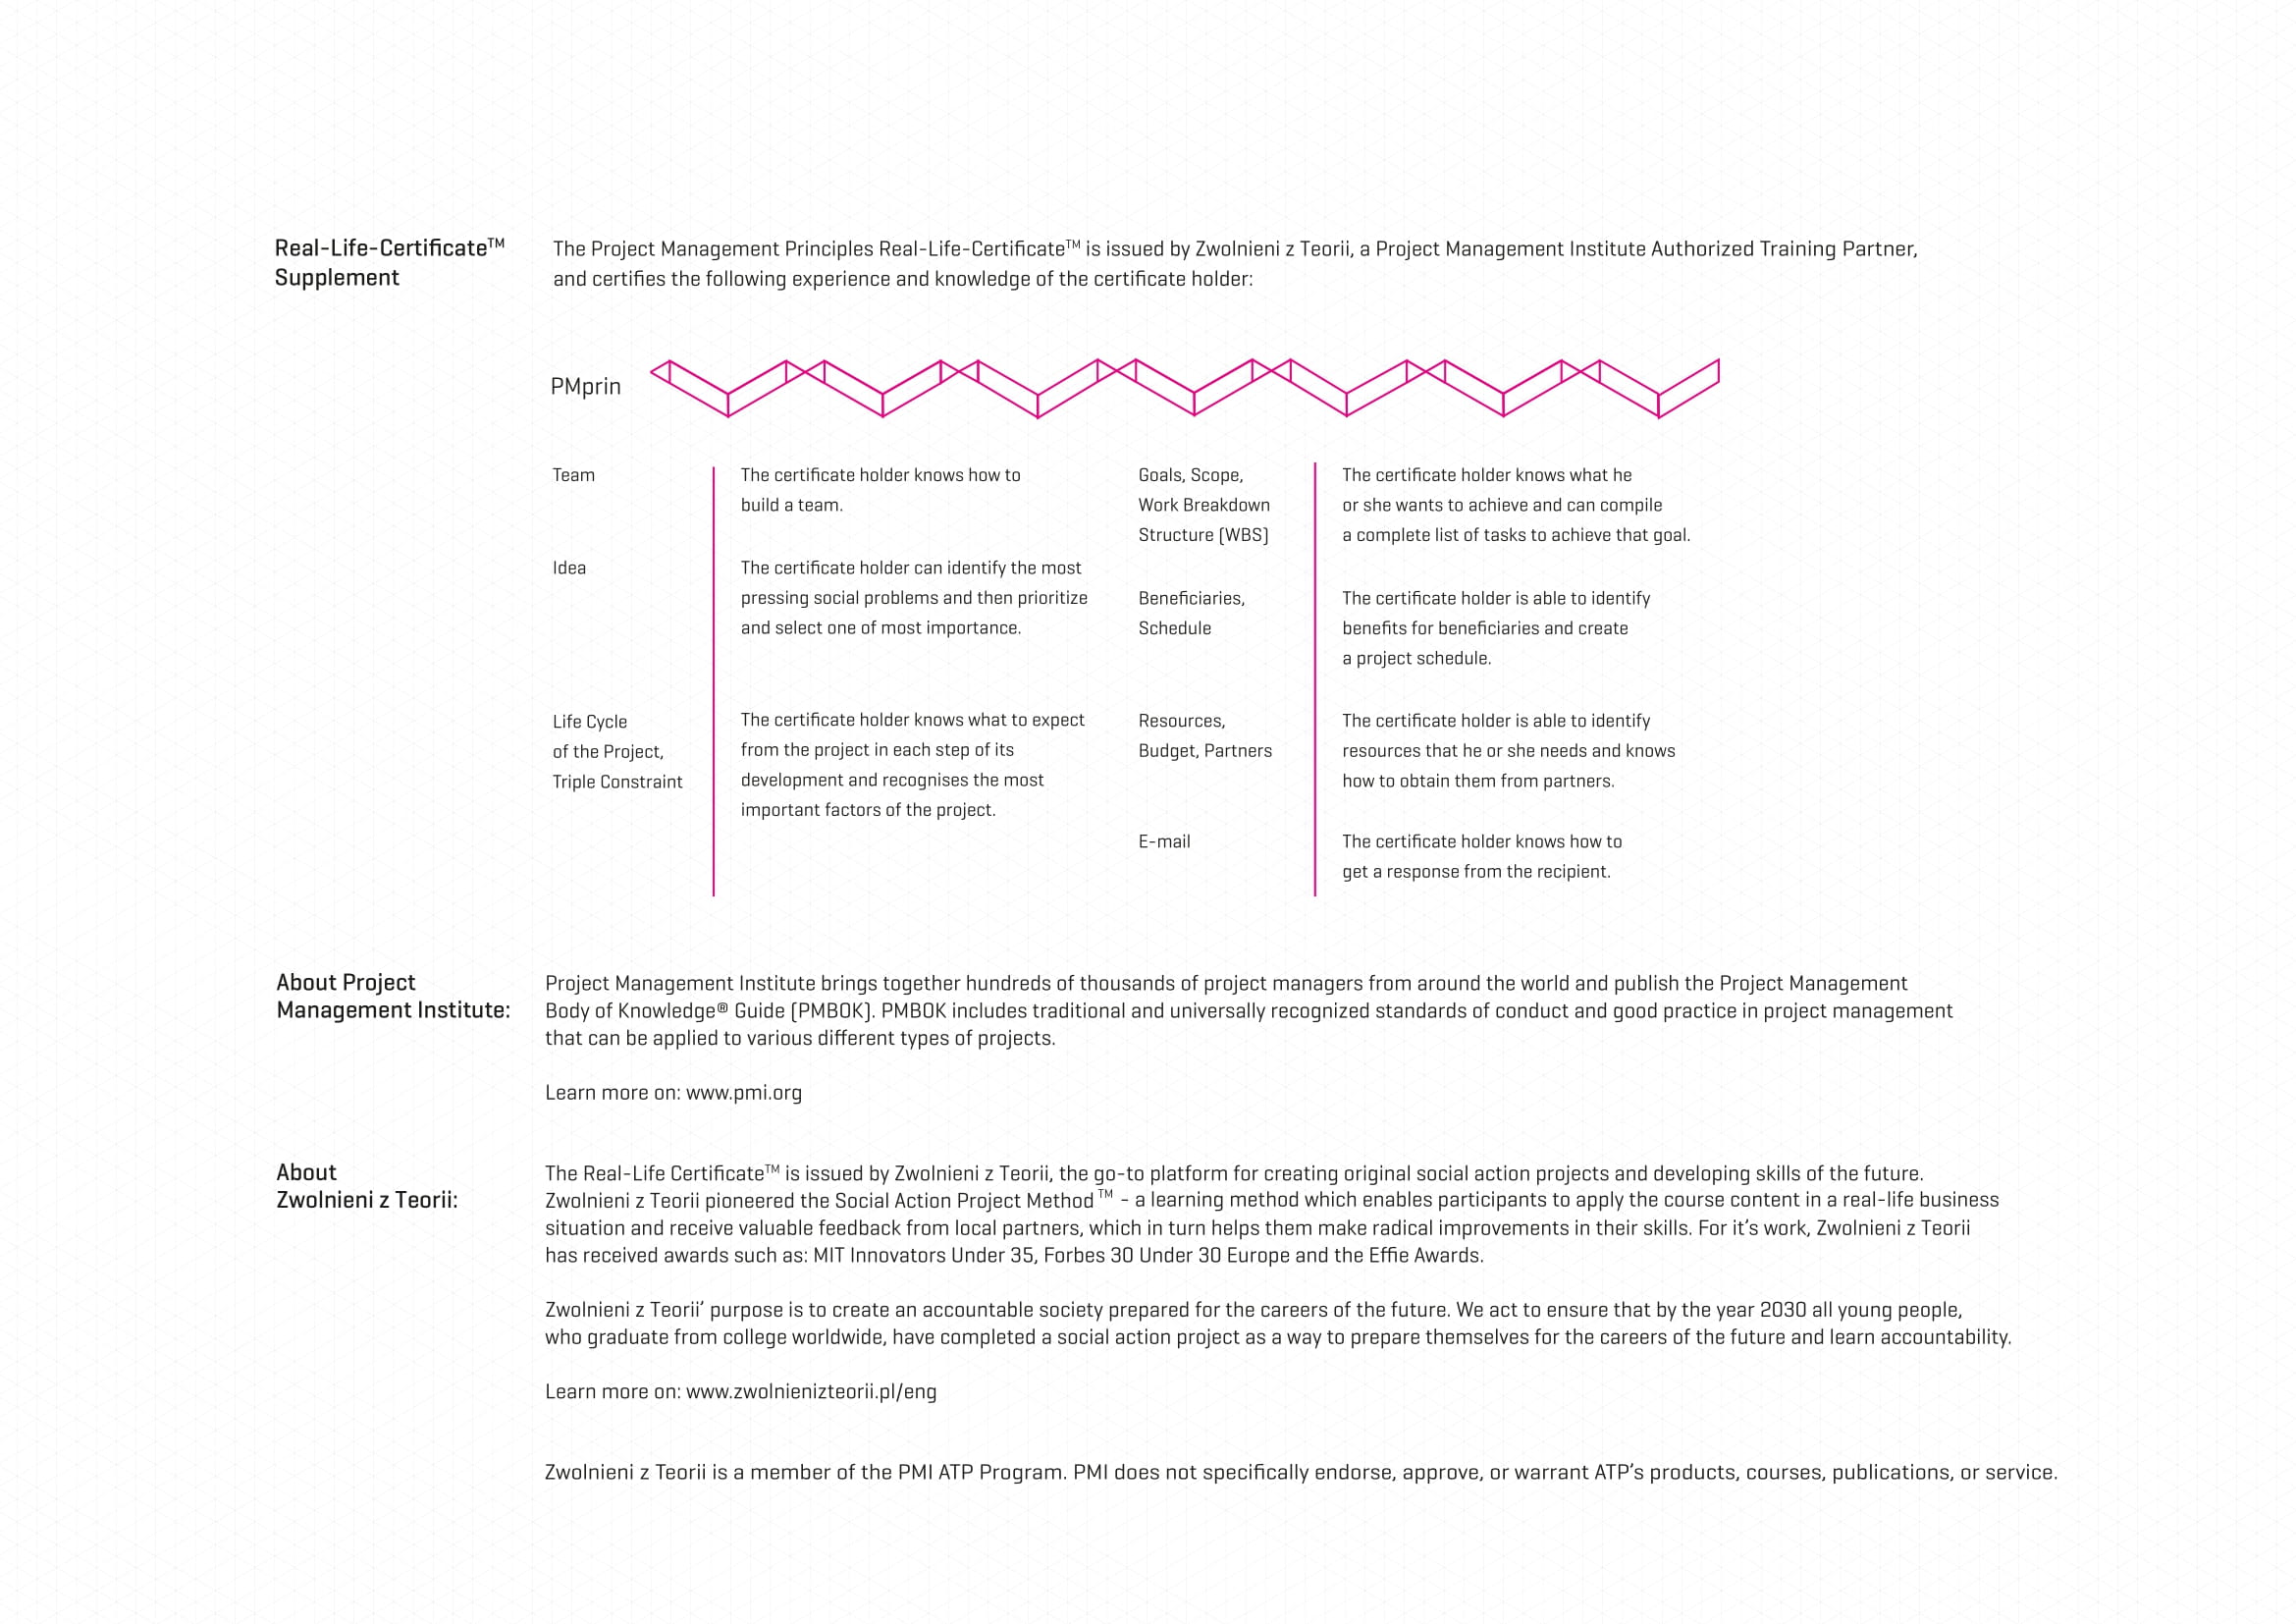 Real-Life-Certificate™
Supplement
The Project Management Principles Real-Life-Certificate™ is issued by Zwolnieni z Teorii, a Project Management Institute Authorized Training Partner,
and certifies the following experience and knowledge of the certificate holder:
PMprin
Team
The certificate holder knows how to
build a team.
Idea
The certificate holder can identify the most
pressing social problems and then prioritize
and select one of most importance.
Life Cycle
of the Project,
Triple Constraint
The certificate holder knows what to expect
from the project in each step of its
development and recognises the most
important factors of the project.
Goals, Scope,
Work Breakdown
Structure (WBS)
The certificate holder knows what he
or she wants to achieve and can compile
a complete list of tasks to achieve that goal.
Beneficiaries,
Schedule
The certificate holder is able to identify
benefits for beneficiaries and create
a project schedule.
Resources,
Budget, Partners
The certificate holder is able to identify
resources that he or she needs and knows
how to obtain them from partners.
E-mail
The certificate holder knows how to
get a response from the recipient.
About Project
Management Institute:
Project Management Institute brings together hundreds of thousands of project managers from around the world and publish the Project Management
Body of Knowledge® Guide (PMBOK). PMBOK includes traditional and universally recognized standards of conduct and good practice in project management
that can be applied to various different types of projects.
Learn more on: www.pmi.org
About
Zwolnieni z Teorii:
The Real-Life Certificate™ is issued by Zwolnieni z Teorii, the go-to platform for creating original social action projects and developing skills of the future.
Zwolnieni z Teorii pioneered the Social Action Project Method™ - a learning method which enables participants to apply the course content in a real-life business
situation and receive valuable feedback from local partners, which in turn helps them make radical improvements in their skills. For it's work, Zwolnieni z Teorii
has received awards such as: MIT Innovators Under 35, Forbes 30 Under 30 Europe and the Effie Awards.
Zwolnieni z Teorii' purpose is to create an accountable society prepared for the careers of the future. We act to ensure that by the year 2030 all young people,
who graduate from college worldwide, have completed a social action project as a way to prepare themselves for the careers of the future and learn accountability.
Learn more on: www.zwolnienizteorii.pl/eng
Zwolnieni z Teorii is a member of the PMI ATP Program. PMI does not specifically endorse, approve, or warrant ATP's products, courses, publications, or service.